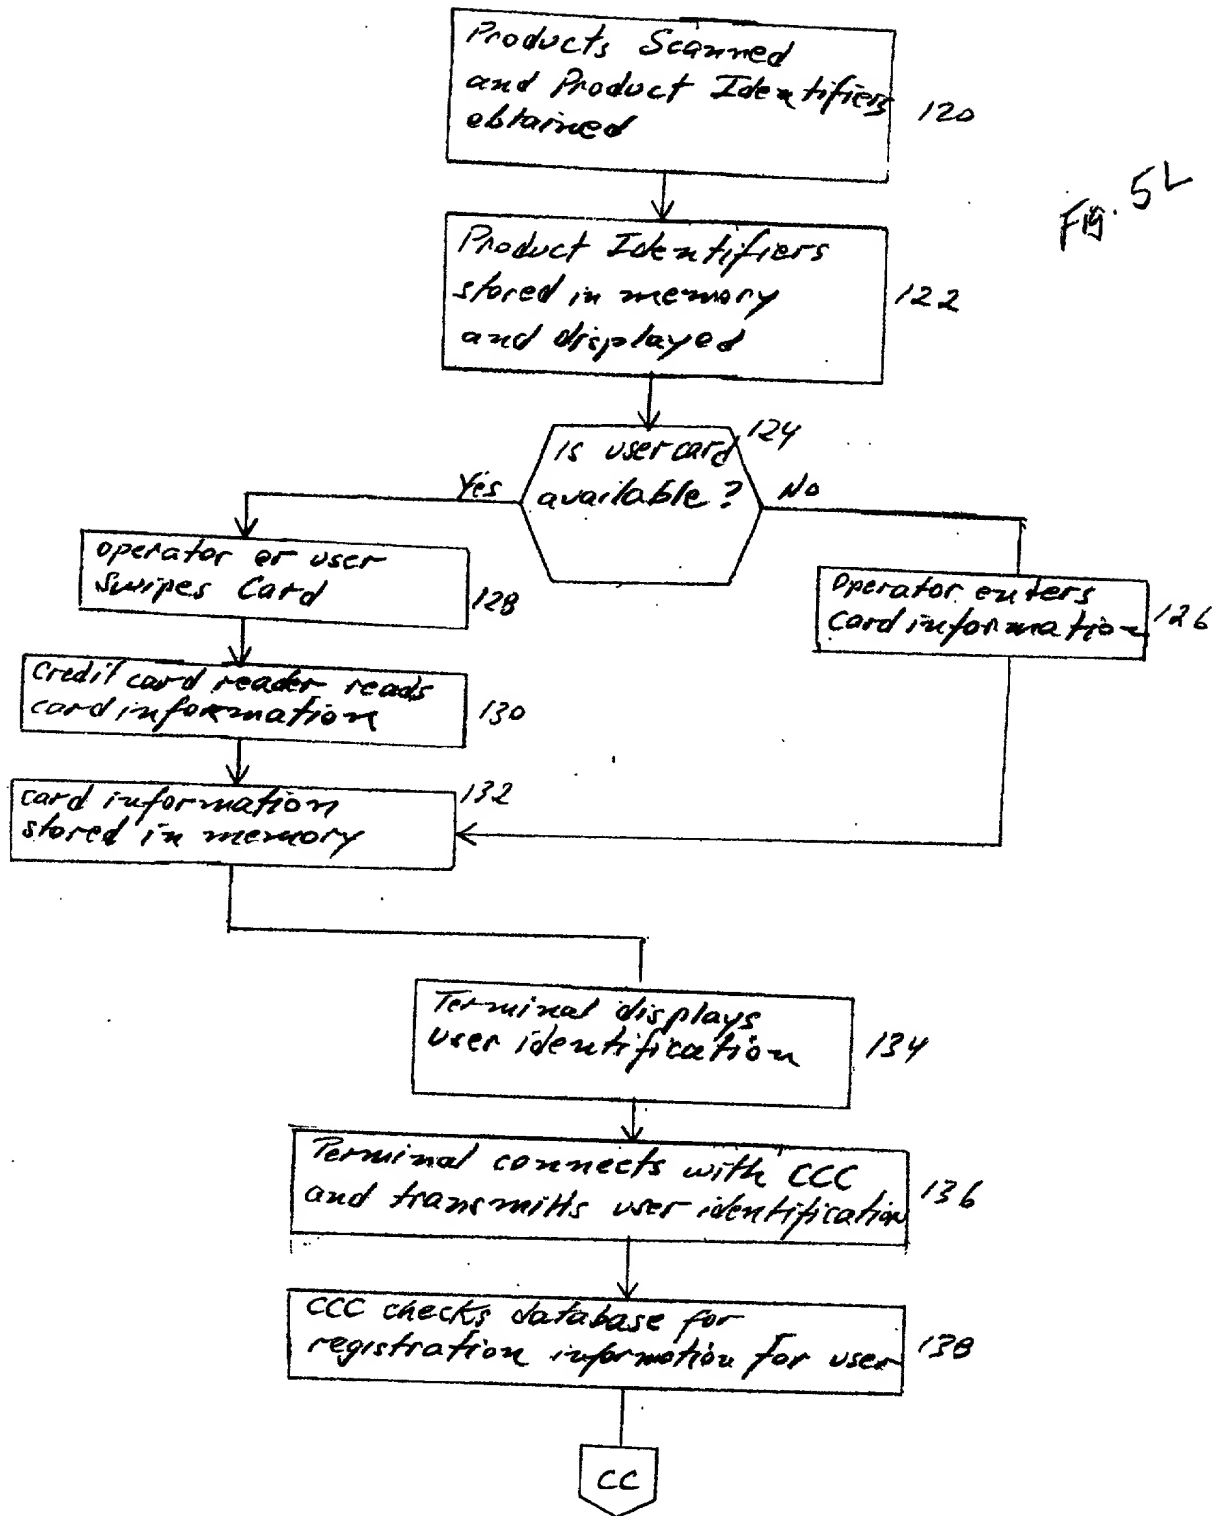 Products Scanned
and Product Identifiers
obtained
120
Fig. 5L
Product Identifiers
stored in memory
and displayed
122
124
Is user card
available?
Yes
No
operator or user
Swipes Card
128
Operator enters
card information
126
Credit card reader reads
card information
130
card information
stored in memory
132
Terminal displays
user identification
134
Terminal connects with CCC
and transmitts user identification
136
CCC checks database for
registration information for user
138
CC